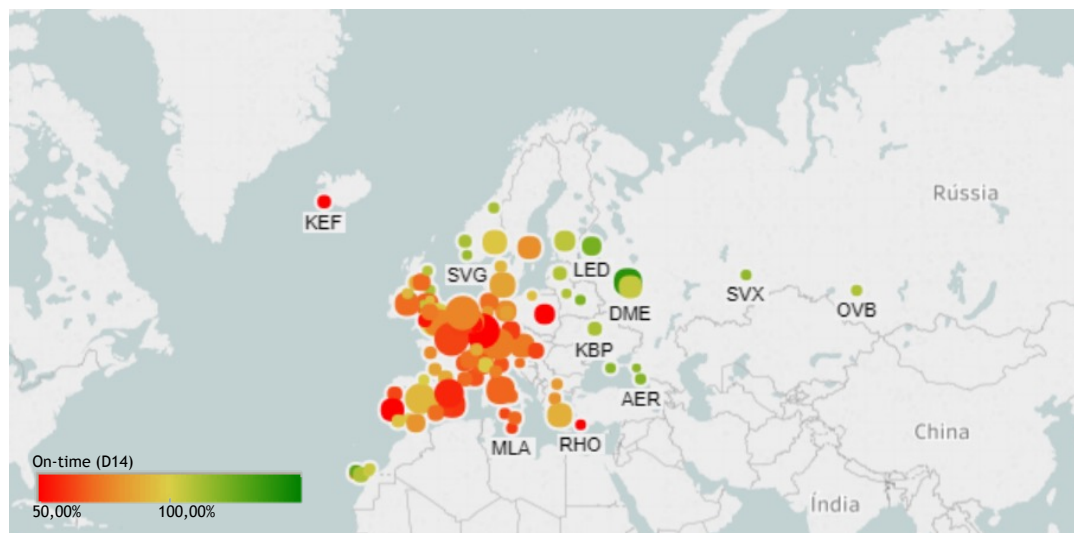 Rússia
KEF
SVG
LED
SVX
OVB
DME
KBP
AER
MLA
RHO
China
On-time (D14)
50,00%
100,00%
Índia